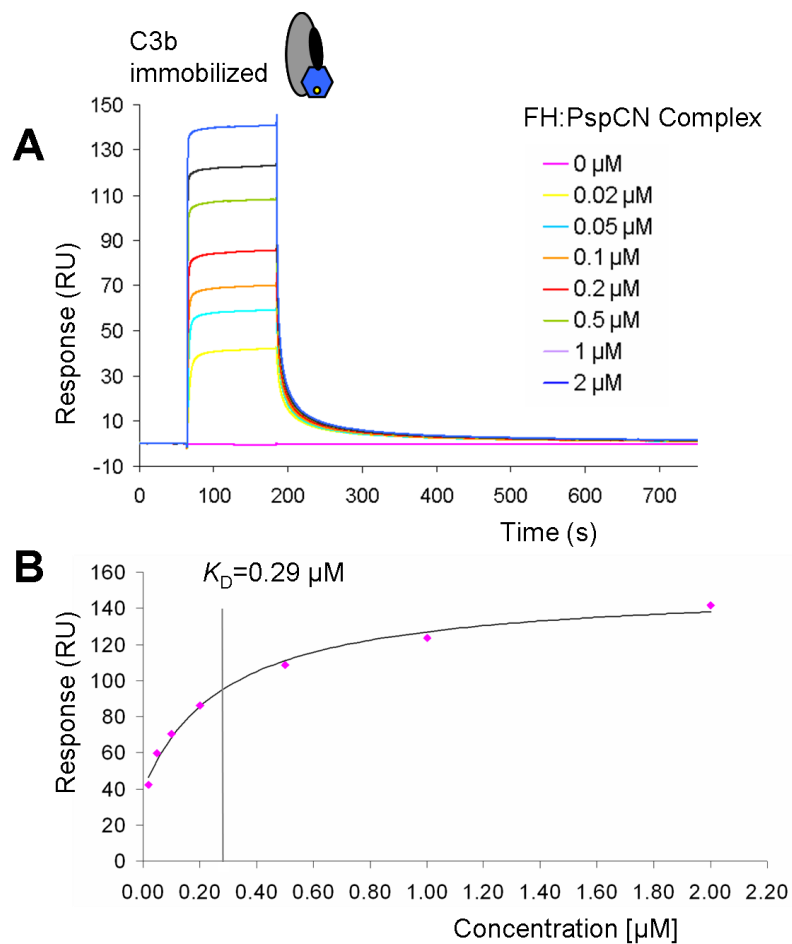 C3b
immobilized
A
FH:PspCN Complex
0 µM
0.02 µM
0.05 µM
0.1 µM
0.2 µM
0.5 µM
1 µM
2 µM
Response (RU)
150
130
110
90
70
50
30
10
-10
0 100 200 300 400 500 600 700
Time (s)
B
KD=0.29 µM
Response (RU)
160
140
120
100
80
60
40
20
0
0.00 0.20 0.40 0.60 0.80 1.00 1.20 1.40 1.60 1.80 2.00 2.20
Concentration [µM]